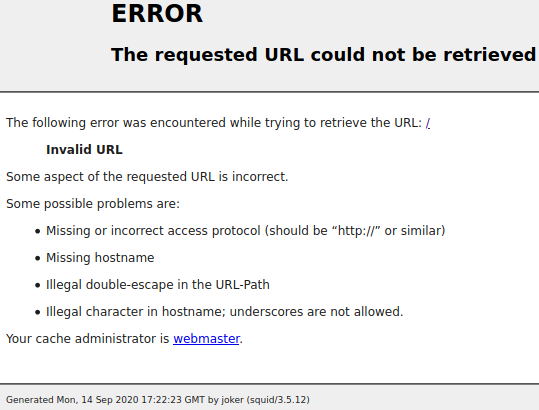 ERROR
The requested URL could not be retrieved
The following error was encountered while trying to retrieve the URL: /
Invalid URL
Some aspect of the requested URL is incorrect.
Some possible problems are:
• Missing or incorrect access protocol (should be “http://” or similar)
• Missing hostname
• Illegal double-escape in the URL-Path
• Illegal character in hostname; underscores are not allowed.
Your cache administrator is webmaster.
Generated Mon, 14 Sep 2020 17:22:23 GMT by joker (squid/3.5.12)